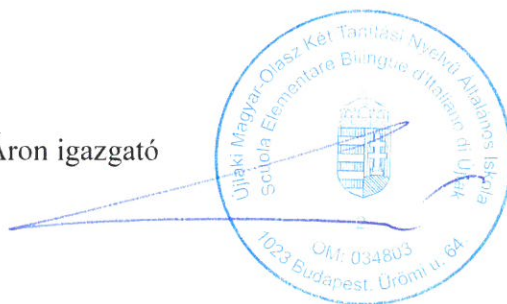 Áron igazgató
Újlaki Magyar-Olasz Két Tanítási Nyelvű Általános Iskola
Scuola Elementare Bilingue d'Italiano di Újlak
OM: 034803
1023 Budapest, Ürömi u. 64.